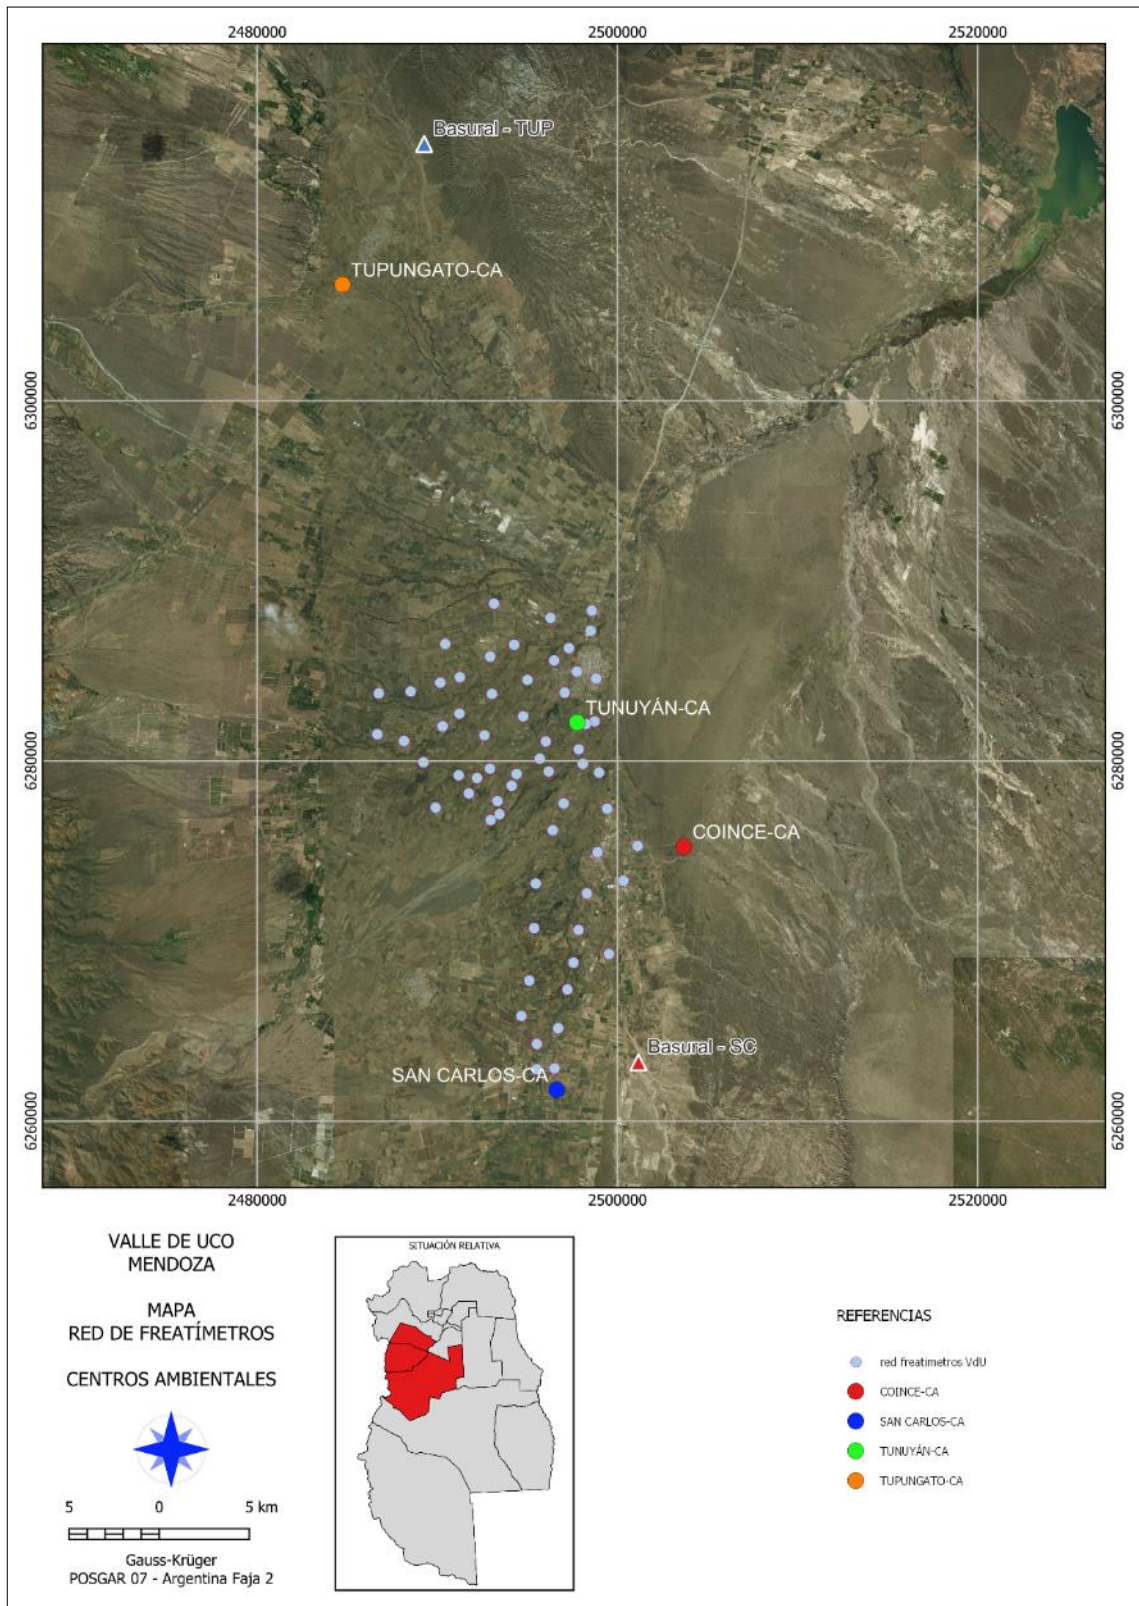 2480000
2500000
2520000
Basural - TUP
TUPUNGATO-CA
6300000
6300000
TUNUYÁN-CA
6280000
6280000
COINCE-CA
Basural - SC
SAN CARLOS-CA
6260000
6260000
2480000
2500000
2520000
VALLE DE UCO
MENDOZA
MAPA
RED DE FREATÍMETROS
CENTROS AMBIENTALES
5 0 5 km
Gauss-Krüger
POSGAR 07 - Argentina Faja 2
SITUACIÓN RELATIVA
REFERENCIAS
red freatimetros VdU
COINCE-CA
SAN CARLOS-CA
TUNUYÁN-CA
TUPUNGATO-CA